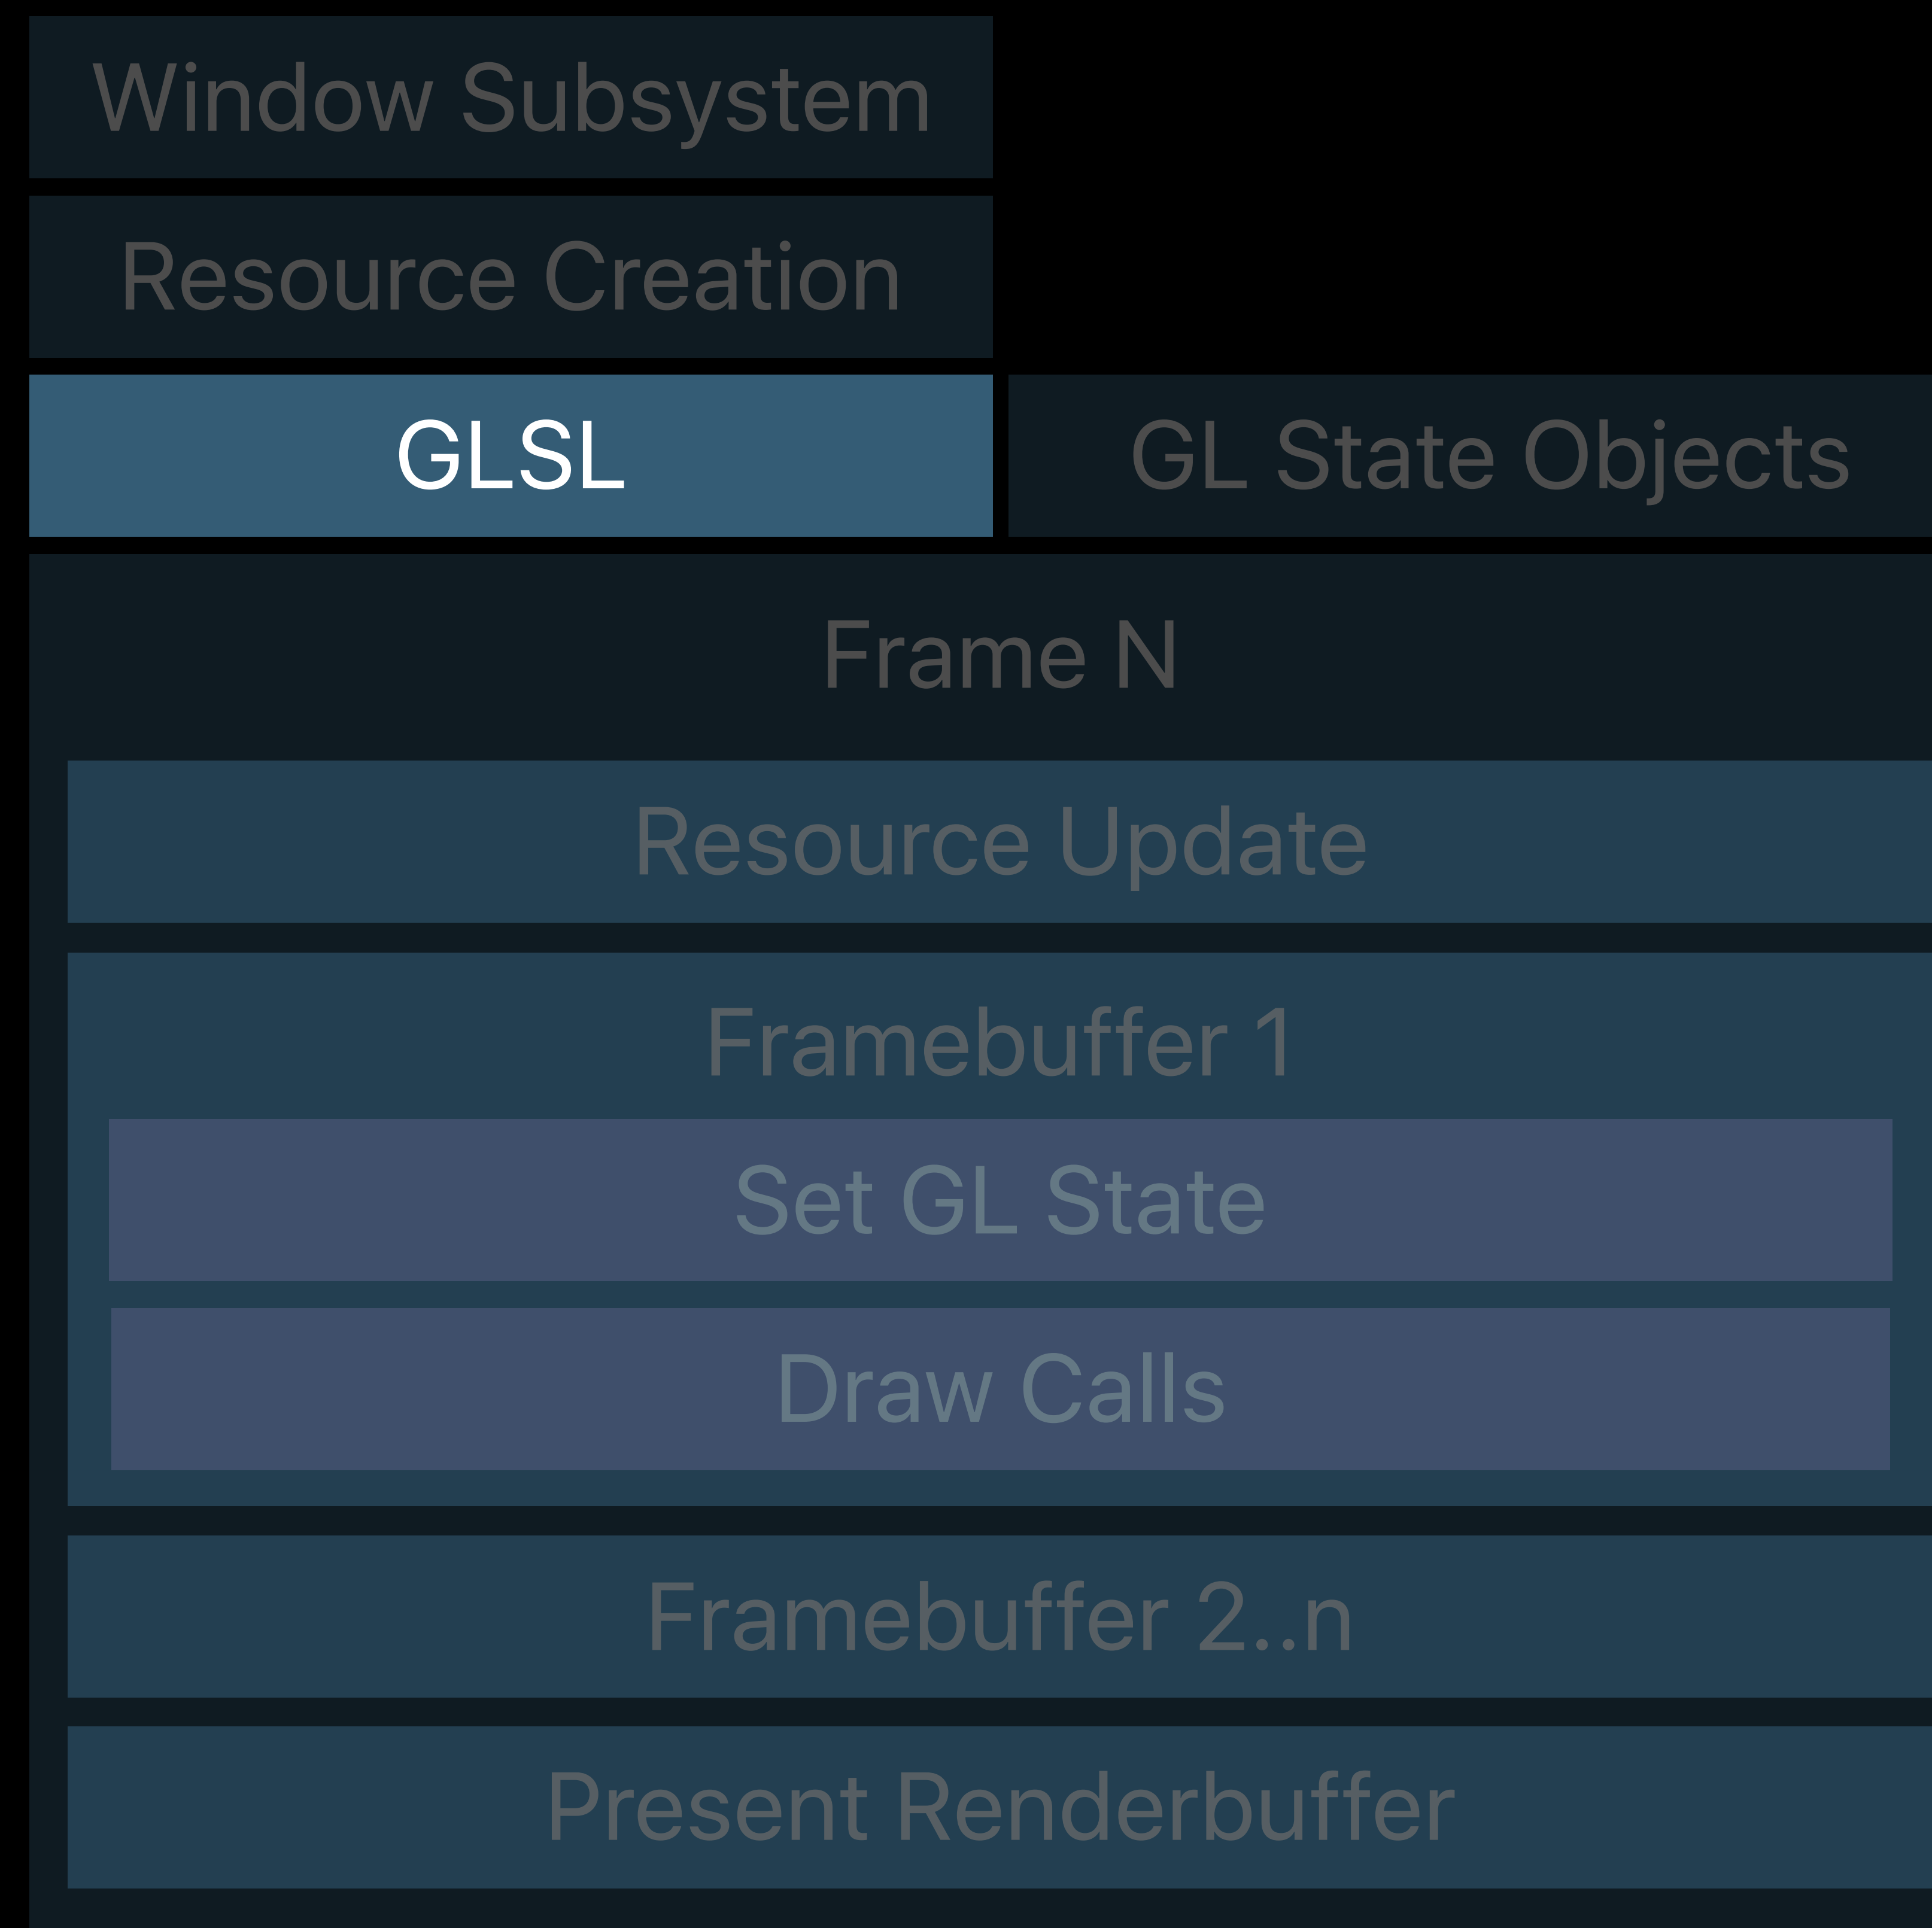 Window Subsystem
Resource Creation
GLSL
GL State Objects
Frame N
Resource Update
Framebuffer 1
Set GL State
Draw Calls
Framebuffer 2..n
Present Renderbuffer